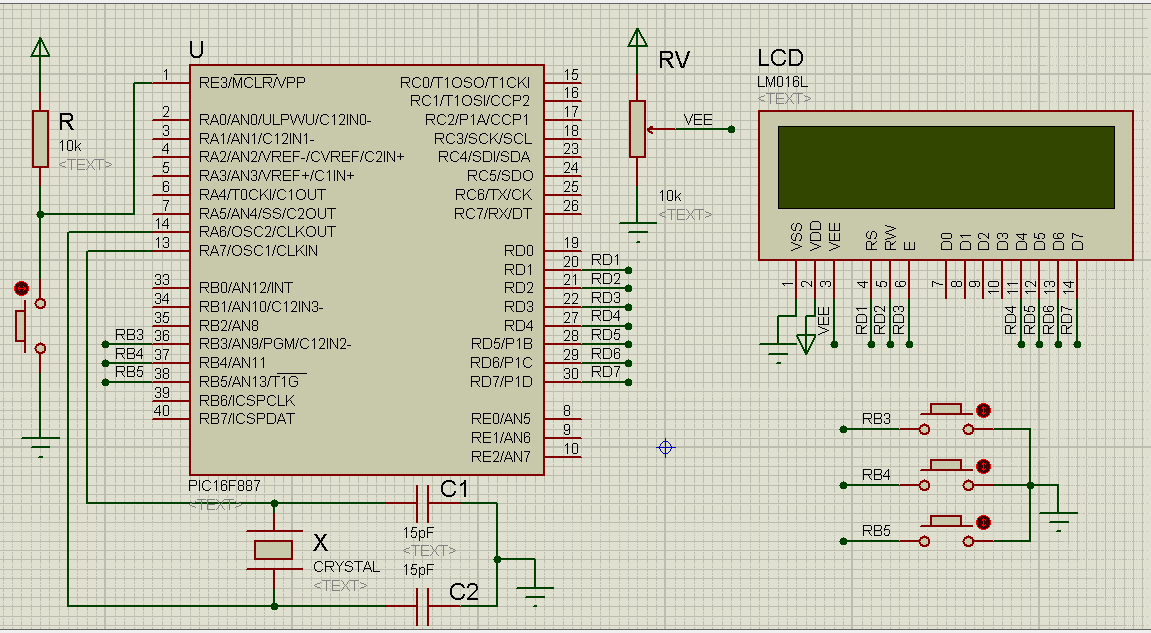 U
1
RE3/MCLR/VPP
2
RA0/AN0/ULPWU/C12IN0-
3
RA1/AN1/C12IN1-
4
RA2/AN2/VREF-/CVREF/C2IN+
5
RA3/AN3/VREF+/C1IN+
6
RA4/T0CKI/C1OUT
7
RA5/AN4/SS/C2OUT
14
RA6/OSC2/CLKOUT
13
RA7/OSC1/CLKIN
33
RB0/AN12/INT
34
RB1/AN10/C12IN3-
35
RB2/AN8
RB3
36
RB3/AN9/PGM/C12IN2-
RB4
37
RB4/AN11
RB5
38
RB5/AN13/T1G
39
RB6/ICSPCLK
40
RB7/ICSPDAT
RC0/T1OSO/T1CKI
15
RC1/T1OSI/CCP2
16
RC2/P1A/CCP1
17
RC3/SCK/SCL
18
RC4/SDI/SDA
23
RC5/SDO
24
RC6/TX/CK
25
RC7/RX/DT
26
RD0
19
RD1
20
RD1
RD2
21
RD2
RD3
22
RD3
RD4
27
RD4
RD5/P1B
28
RD5
RD6/P1C
29
RD6
RD7/P1D
30
RD7
RE0/AN5
8
RE1/AN6
9
RE2/AN7
10
PIC16F887
<TEXT>
R
10k
<TEXT>
RV
VEE
10k
<TEXT>
LCD
LM016L
<TEXT>
VSS
VDD
VEE
RS
RW
E
D0
D1
D2
D3
D4
D5
D6
D7
1
2
3
4
5
6
7
8
9
10
11
12
13
14
VEE
RD1
RD2
RD3
RD4
RD5
RD6
RD7
RB3
RB4
RB5
C1
15pF
<TEXT>
X
CRYSTAL
<TEXT>
15pF
C2